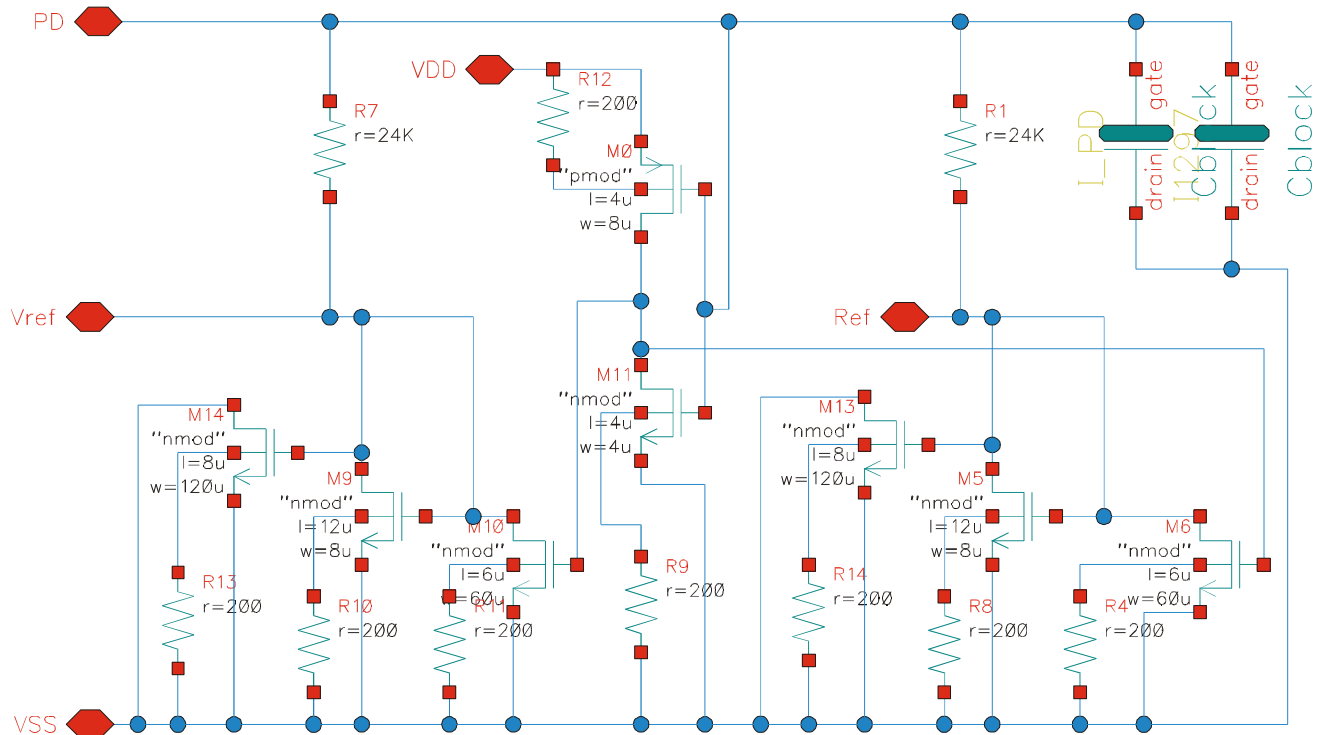 PD
VDD
R12
r=200
R7
r=24K
R1
r=24K
gate
gate
I_PD
I1297
Cblock
Cblock
drain
drain
M0
"pmod"
l=4u
w=8u
Vref
Ref
M11
"nmod"
l=4u
w=4u
M14
"nmod"
l=8u
w=120u
M13
"nmod"
l=8u
w=120u
M9
"nmod"
l=12u
w=8u
M5
"nmod"
l=12u
w=8u
M10
"nmod"
l=6u
w=60u
M6
"nmod"
l=6u
w=60u
R13
r=200
R10
r=200
R11
r=200
R9
r=200
R14
r=200
R8
r=200
R4
r=200
VSS